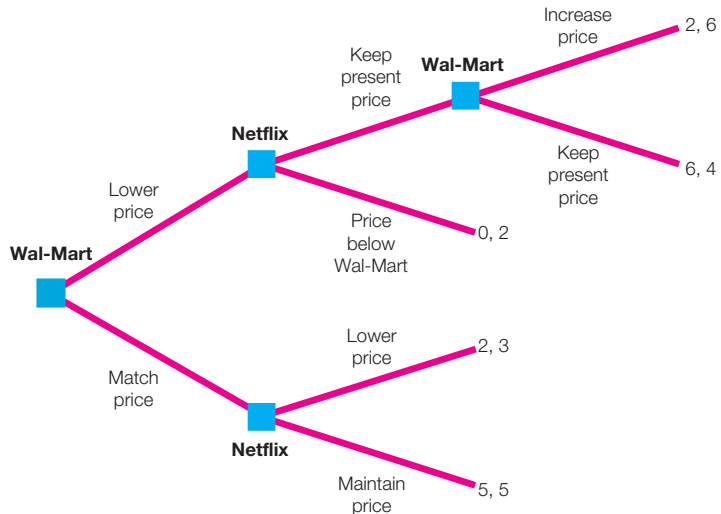 Increase
price
2, 6
Keep
present
price
Wal-Mart
Netflix
Keep
present
price
6, 4
Lower
price
Price
below
Wal-Mart
0, 2
Wal-Mart
Lower
price
2, 3
Match
price
Netflix
Maintain
price
5, 5